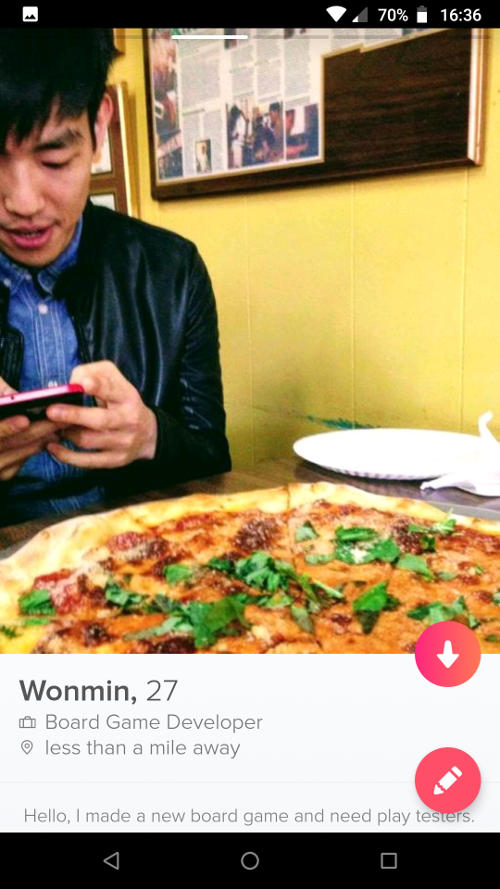 70% 16:36
Wonmin, 27
Board Game Developer
less than a mile away
Hello, I made a new board game and need play testers.